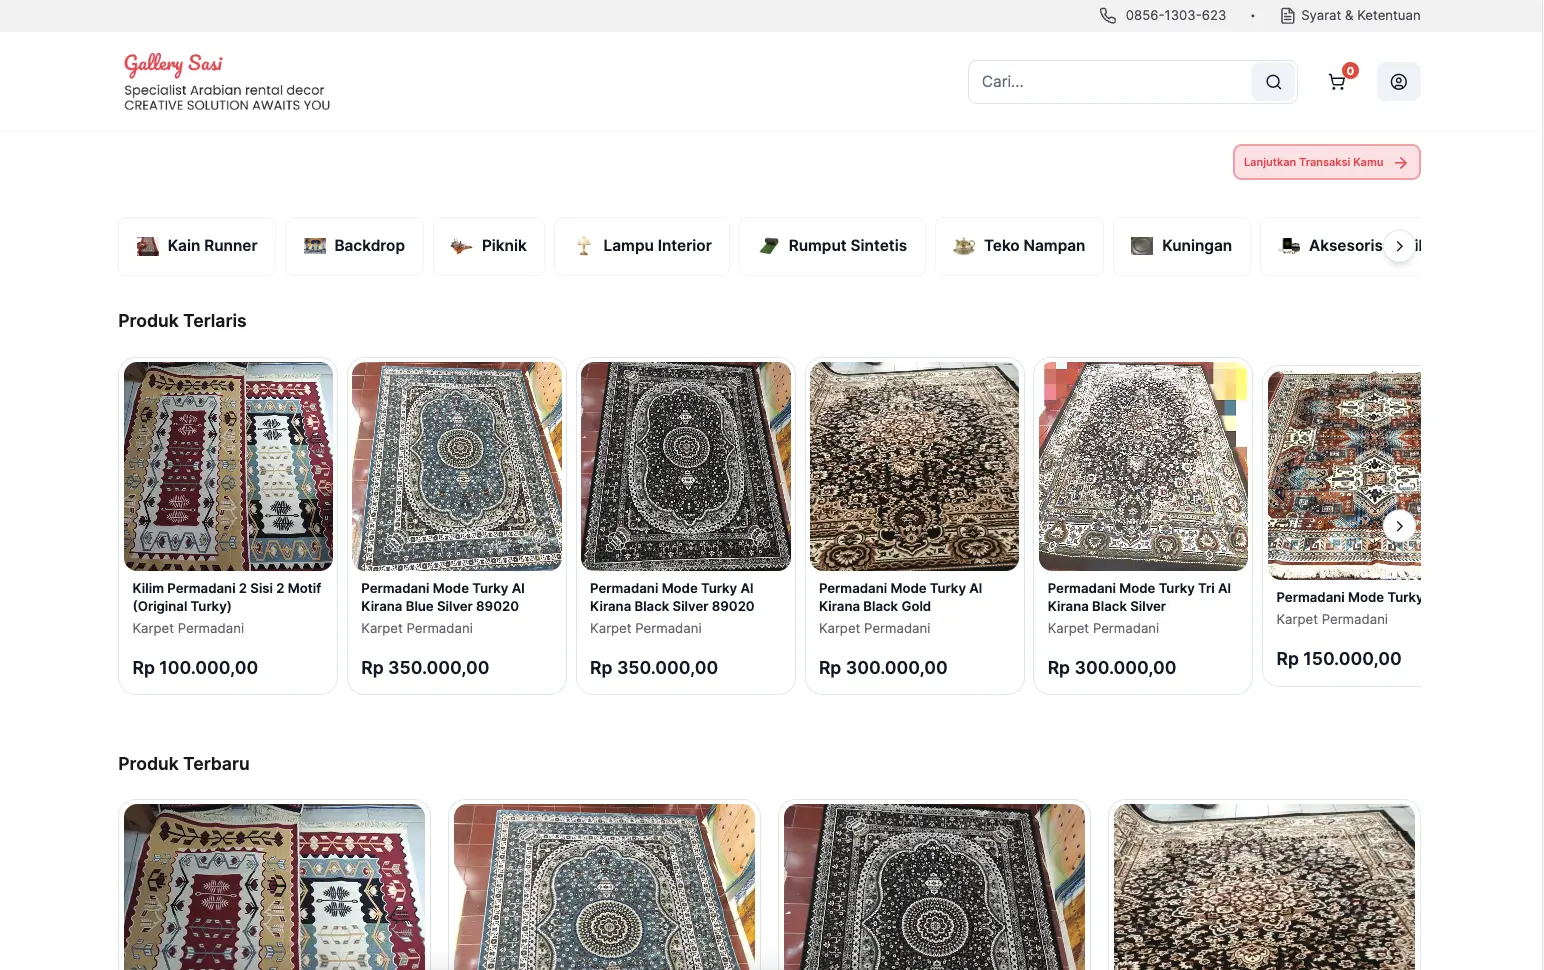 0856-1303-623 • Syarat & Ketentuan
Gallery Sasi
Specialist Arabian rental decor
CREATIVE SOLUTION AWAITS YOU
Cari...
0
Lanjutkan Transaksi Kamu
Kain Runner
Backdrop
Piknik
Lampu Interior
Rumput Sintetis
Teko Nampan
Kuningan
Aksesoris
Produk Terlaris
Kilim Permadani 2 Sisi 2 Motif
(Original Turky)
Karpet Permadani
Rp 100.000,00
Permadani Mode Turky Al
Kirana Blue Silver 89020
Karpet Permadani
Rp 350.000,00
Permadani Mode Turky Al
Kirana Black Silver 89020
Karpet Permadani
Rp 350.000,00
Permadani Mode Turky Al
Kirana Black Gold
Karpet Permadani
Rp 300.000,00
Permadani Mode Turky Tri Al
Kirana Black Silver
Karpet Permadani
Rp 300.000,00
Permadani Mode Turky
Karpet Permadani
Rp 150.000,00
Produk Terbaru